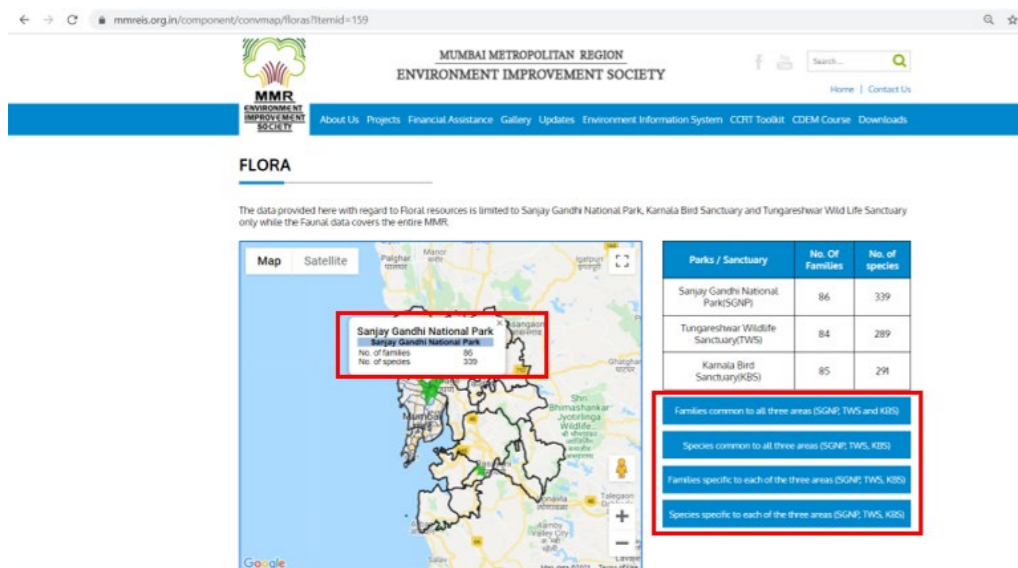 mmreis.org.in/component/convmap/floras?Itemid=159
MMR
ENVIRONMENT
IMPROVEMENT
SOCIETY
MUMBAI METROPOLITAN REGION
ENVIRONMENT IMPROVEMENT SOCIETY
Search...
Home | Contact Us
About Us Projects Financial Assistance Gallery Updates Environment Information System CCRT Toolkit CDEM Course Downloads
FLORA
The data provided here with regard to Floral resources is limited to Sanjay Gandhi National Park, Karnala Bird Sanctuary and Tungareshwar Wild Life Sanctuary
only while the Faunal data covers the entire MMR.
Map Satellite
Palghar
पालघर
Manor
Igatpuri
Sanjay Gandhi National Park
Sanjay Gandhi National Park
No. of families 86
No. of species 339
Mumbai
Shri
Bhimashankar
Jyotirlinga
Wildlife
Talegaon
Aamby
Valley City
Google
Parks / Sanctuary No. Of Families No. of species
Sanjay Gandhi National Park(SGNP) 86 339
Tungareshwar Wildlife Sanctuary(TWS) 84 289
Karnala Bird Sanctuary(KBS) 85 291
Families common to all three areas (SGNP, TWS and KBS)
Species common to all three areas (SGNP, TWS, KBS)
Families specific to each of the three areas (SGNP, TWS, KBS)
Species specific to each of the three areas (SGNP, TWS, KBS)